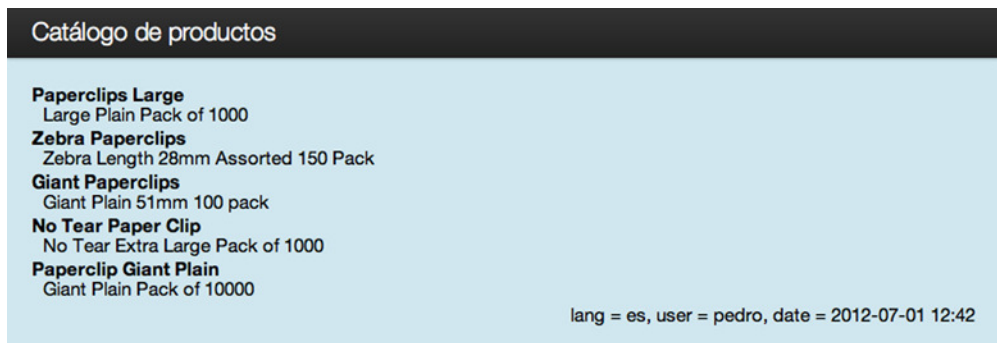 Catálogo de productos
Paperclips Large
Large Plain Pack of 1000
Zebra Paperclips
Zebra Length 28mm Assorted 150 Pack
Giant Paperclips
Giant Plain 51mm 100 pack
No Tear Paper Clip
No Tear Extra Large Pack of 1000
Paperclip Giant Plain
Giant Plain Pack of 10000
lang = es, user = pedro, date = 2012-07-01 12:42